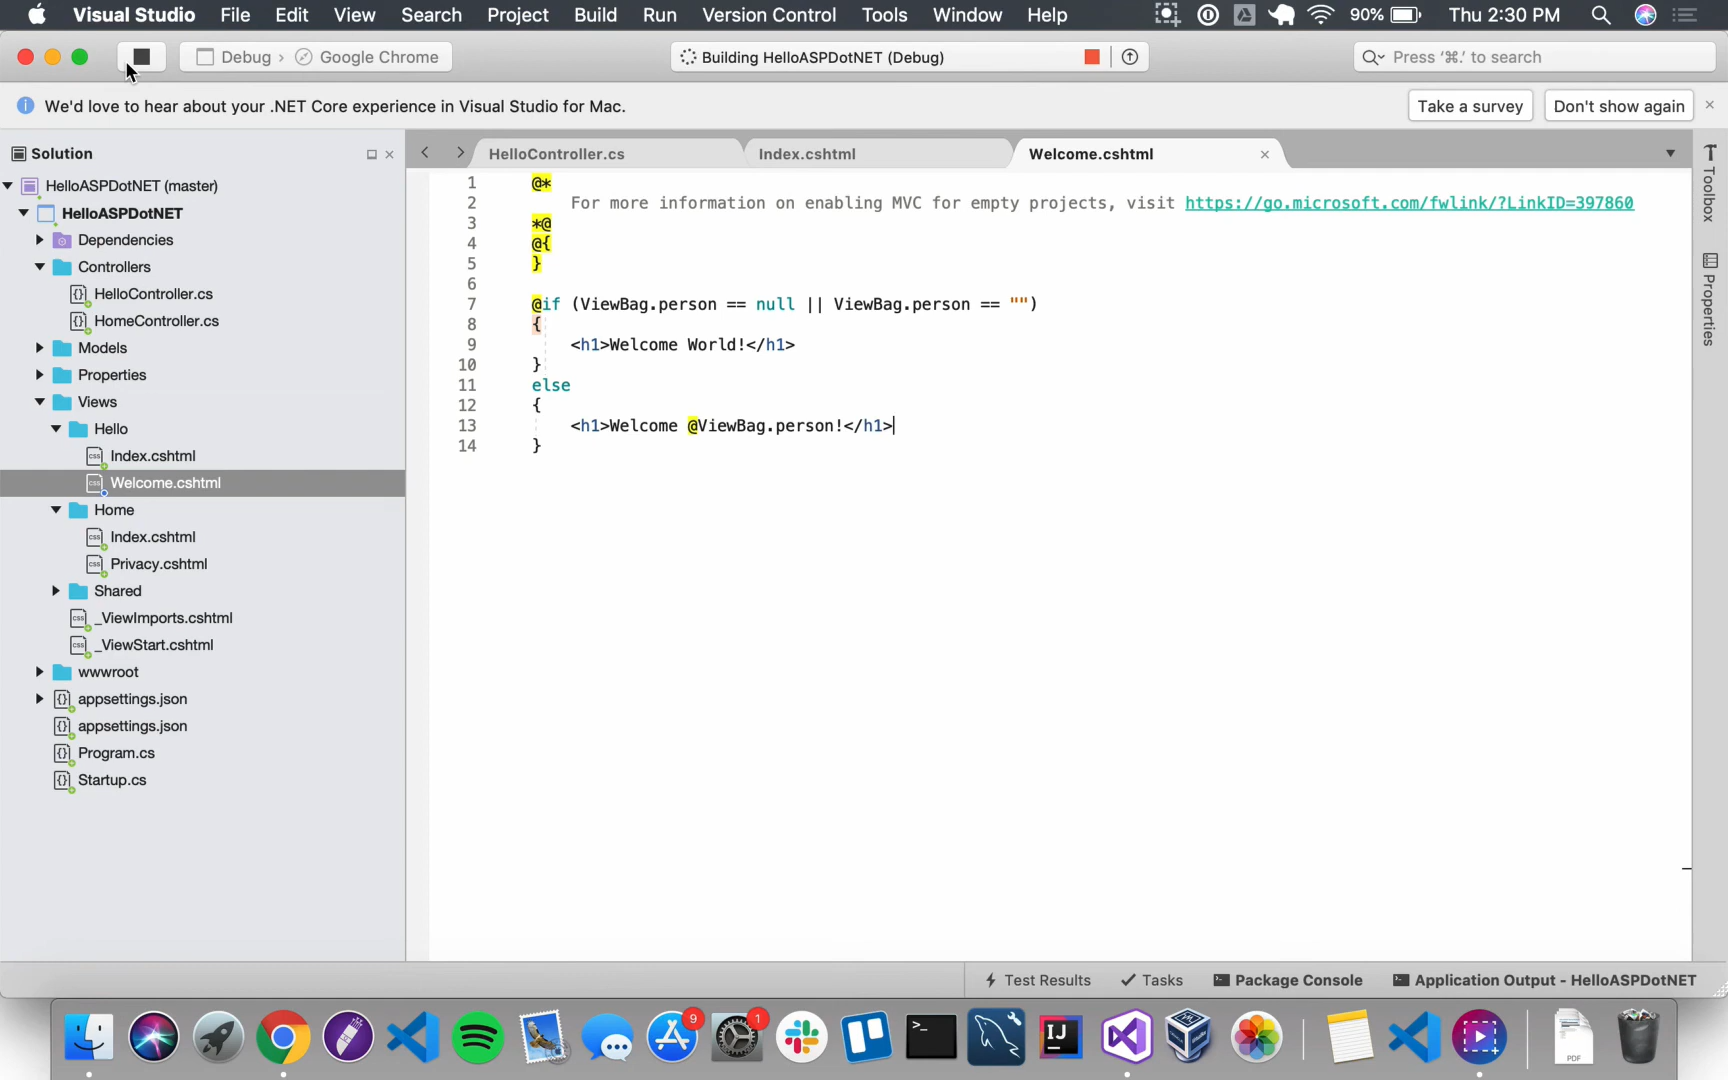 Visual Studio File Edit View Search Project Build Run Version Control Tools Window Help 90% Thu 2:30 PM
Debug › Google Chrome Building HelloASPDotNET (Debug) Press ‘⌘.’ to search
We'd love to hear about your .NET Core experience in Visual Studio for Mac. Take a survey Don't show again
Solution
HelloASPDotNET (master)
HelloASPDotNET
Dependencies
Controllers
HelloController.cs
HomeController.cs
Models
Properties
Views
Hello
Index.cshtml
Welcome.cshtml
Home
Index.cshtml
Privacy.cshtml
Shared
_ViewImports.cshtml
_ViewStart.cshtml
wwwroot
appsettings.json
appsettings.json
Program.cs
Startup.cs
HelloController.cs Index.cshtml Welcome.cshtml
1 @*
2 For more information on enabling MVC for empty projects, visit https://go.microsoft.com/fwlink/?LinkID=397860
3 *@
4 @{
5 }
6
7 @if (ViewBag.person == null || ViewBag.person == "")
8 {
9 <h1>Welcome World!</h1>
10 }
11 else
12 {
13 <h1>Welcome @ViewBag.person!</h1>
14 }
Toolbox
Properties
Test Results Tasks Package Console Application Output - HelloASPDotNET
9 1
IJ
PDF